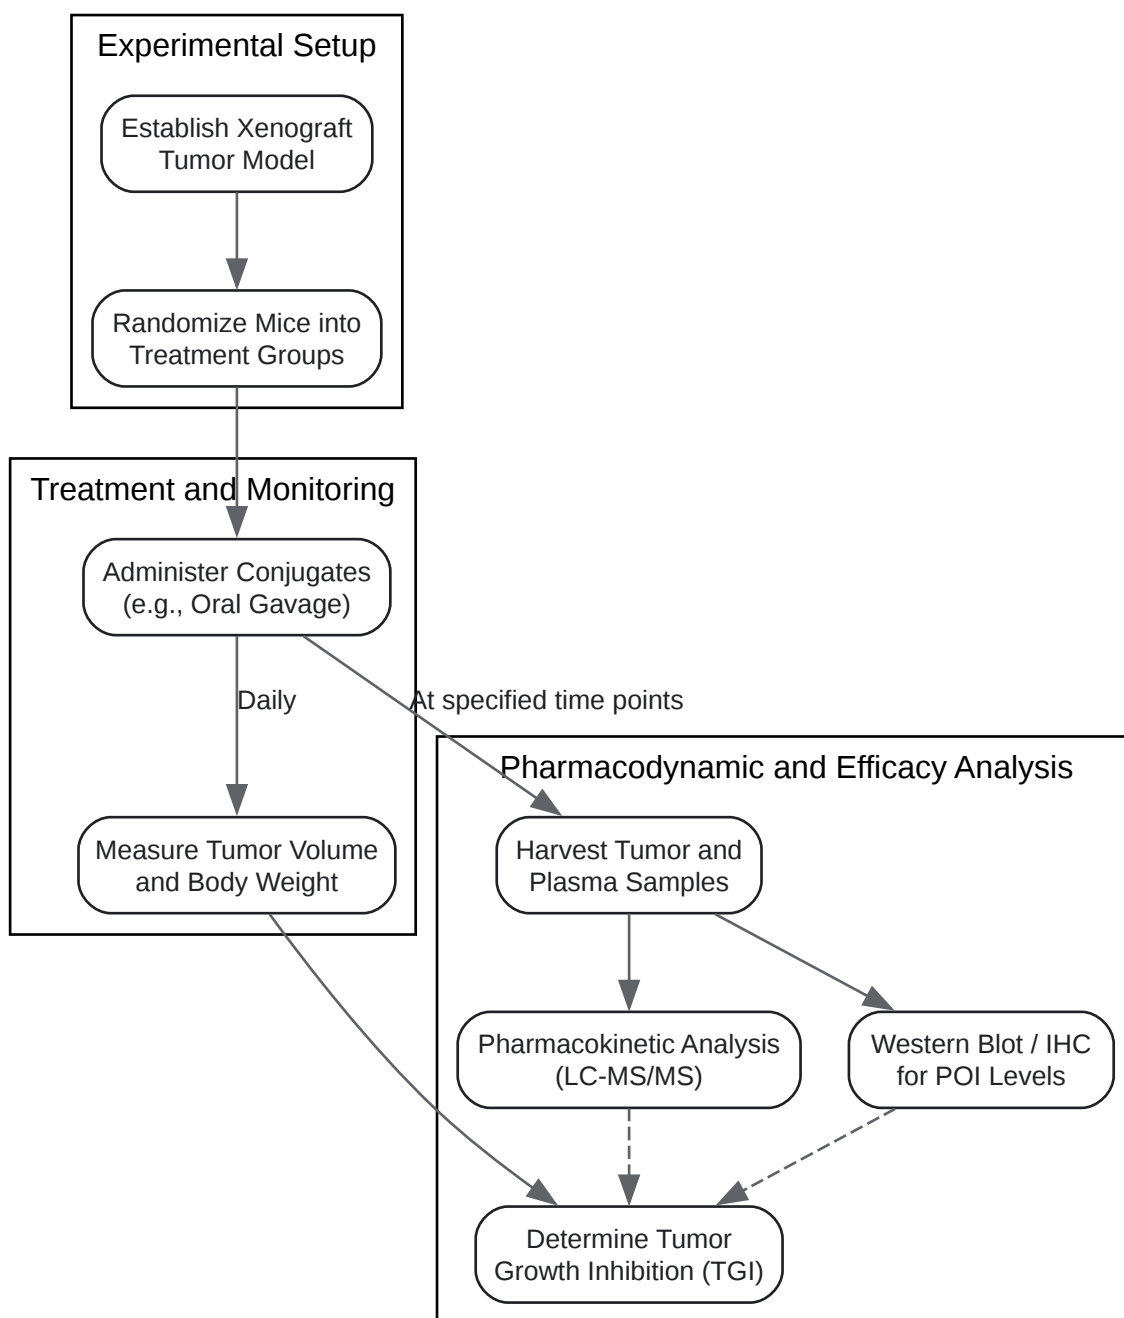 Experimental Setup
Establish Xenograft
Tumor Model
Randomize Mice into
Treatment Groups
Treatment and Monitoring
Administer Conjugates
(e.g., Oral Gavage)
Daily
At specified time points
Measure Tumor Volume
and Body Weight
Pharmacodynamic and Efficacy Analysis
Harvest Tumor and
Plasma Samples
Pharmacokinetic Analysis
(LC-MS/MS)
Western Blot / IHC
for POI Levels
Determine Tumor
Growth Inhibition (TGI)